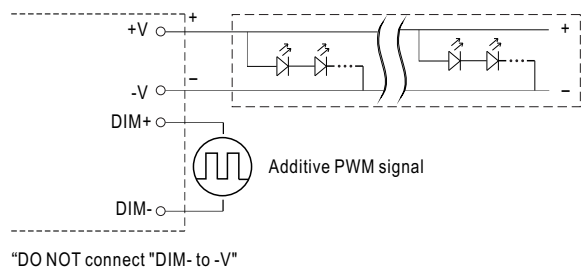 +V
+
+
-V
−
−
DIM+
Additive PWM signal
DIM-
“DO NOT connect "DIM- to -V"